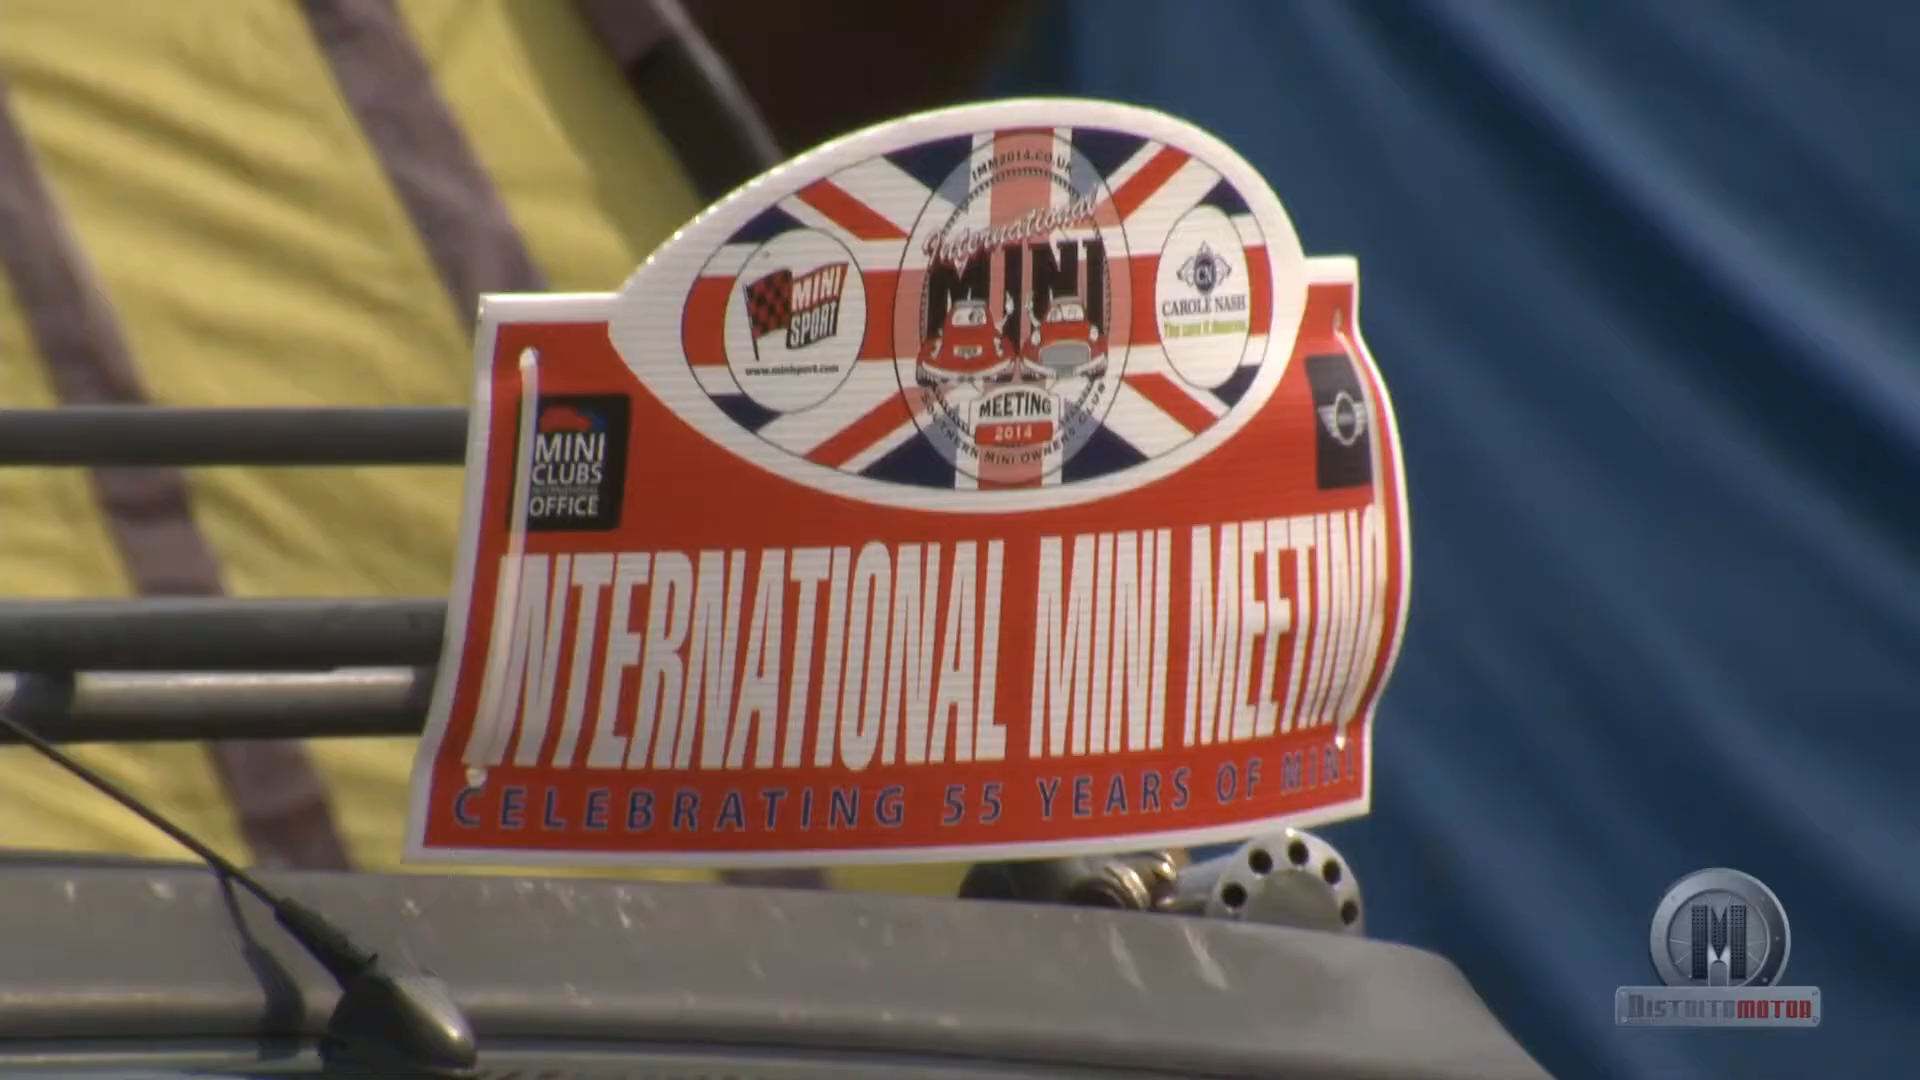 IMM2014.CO.UK
International
MINI
MINI
SPORT
www.minisport.com
CN
CAROLE NASH
MEETING
2014
SOUTHERN MINI OWNERS CLUB
MINI
CLUBS
INTERNATIONAL
OFFICE
INTERNATIONAL MINI MEETING
CELEBRATING 55 YEARS OF MINI
M
DISTRITOMOTOR